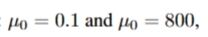 μ₀ = 0.1 and μ₀ = 800,